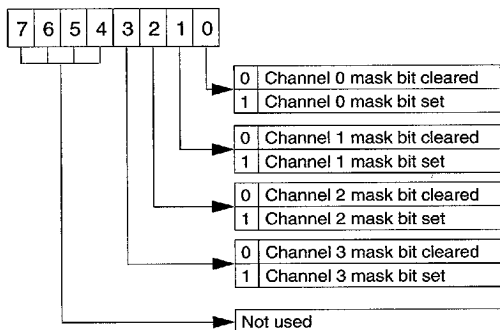 7 6 5 4 3 2 1 0
0 Channel 0 mask bit cleared
1 Channel 0 mask bit set
0 Channel 1 mask bit cleared
1 Channel 1 mask bit set
0 Channel 2 mask bit cleared
1 Channel 2 mask bit set
0 Channel 3 mask bit cleared
1 Channel 3 mask bit set
Not used